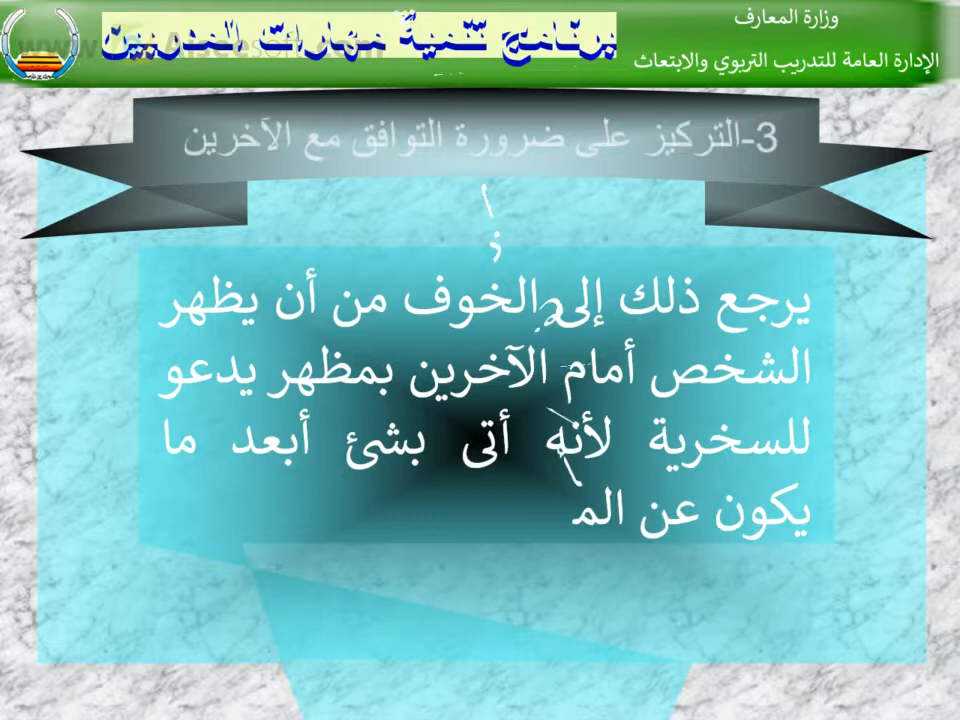 وزارة المعارف
الإدارة العامة للتدريب التربوي والابتعاث
برنامج تنمية مهارات المدربين
3-التركيز على ضرورة التوافق مع الآخرين
يرجع ذلك إلى الخوف من أن يظهر
الشخص أمام الآخرين بمظهر يدعو
للسخرية لأنه أتى بشئ أبعد ما
يكون عن